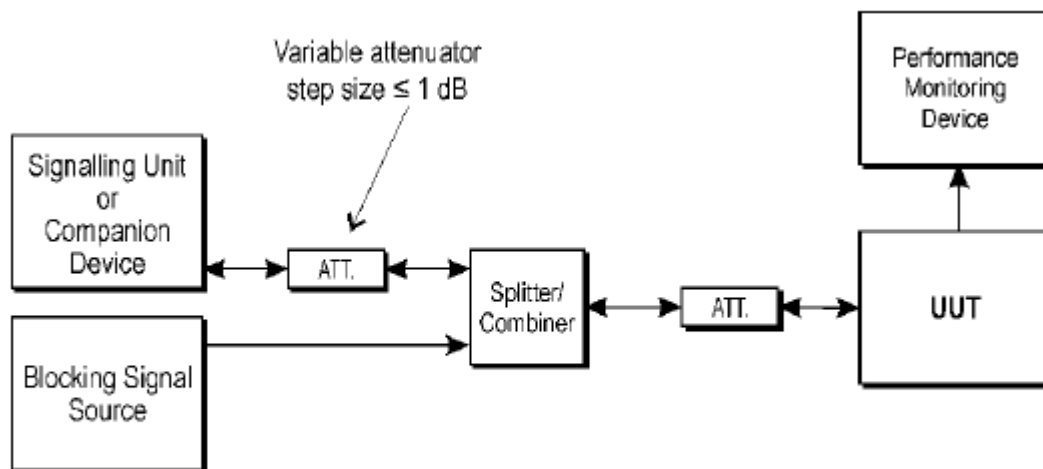 Variable attenuator
step size ≤ 1 dB
Performance
Monitoring
Device
Signalling Unit
or
Companion
Device
ATT.
Splitter/
Combiner
ATT.
UUT
Blocking Signal
Source